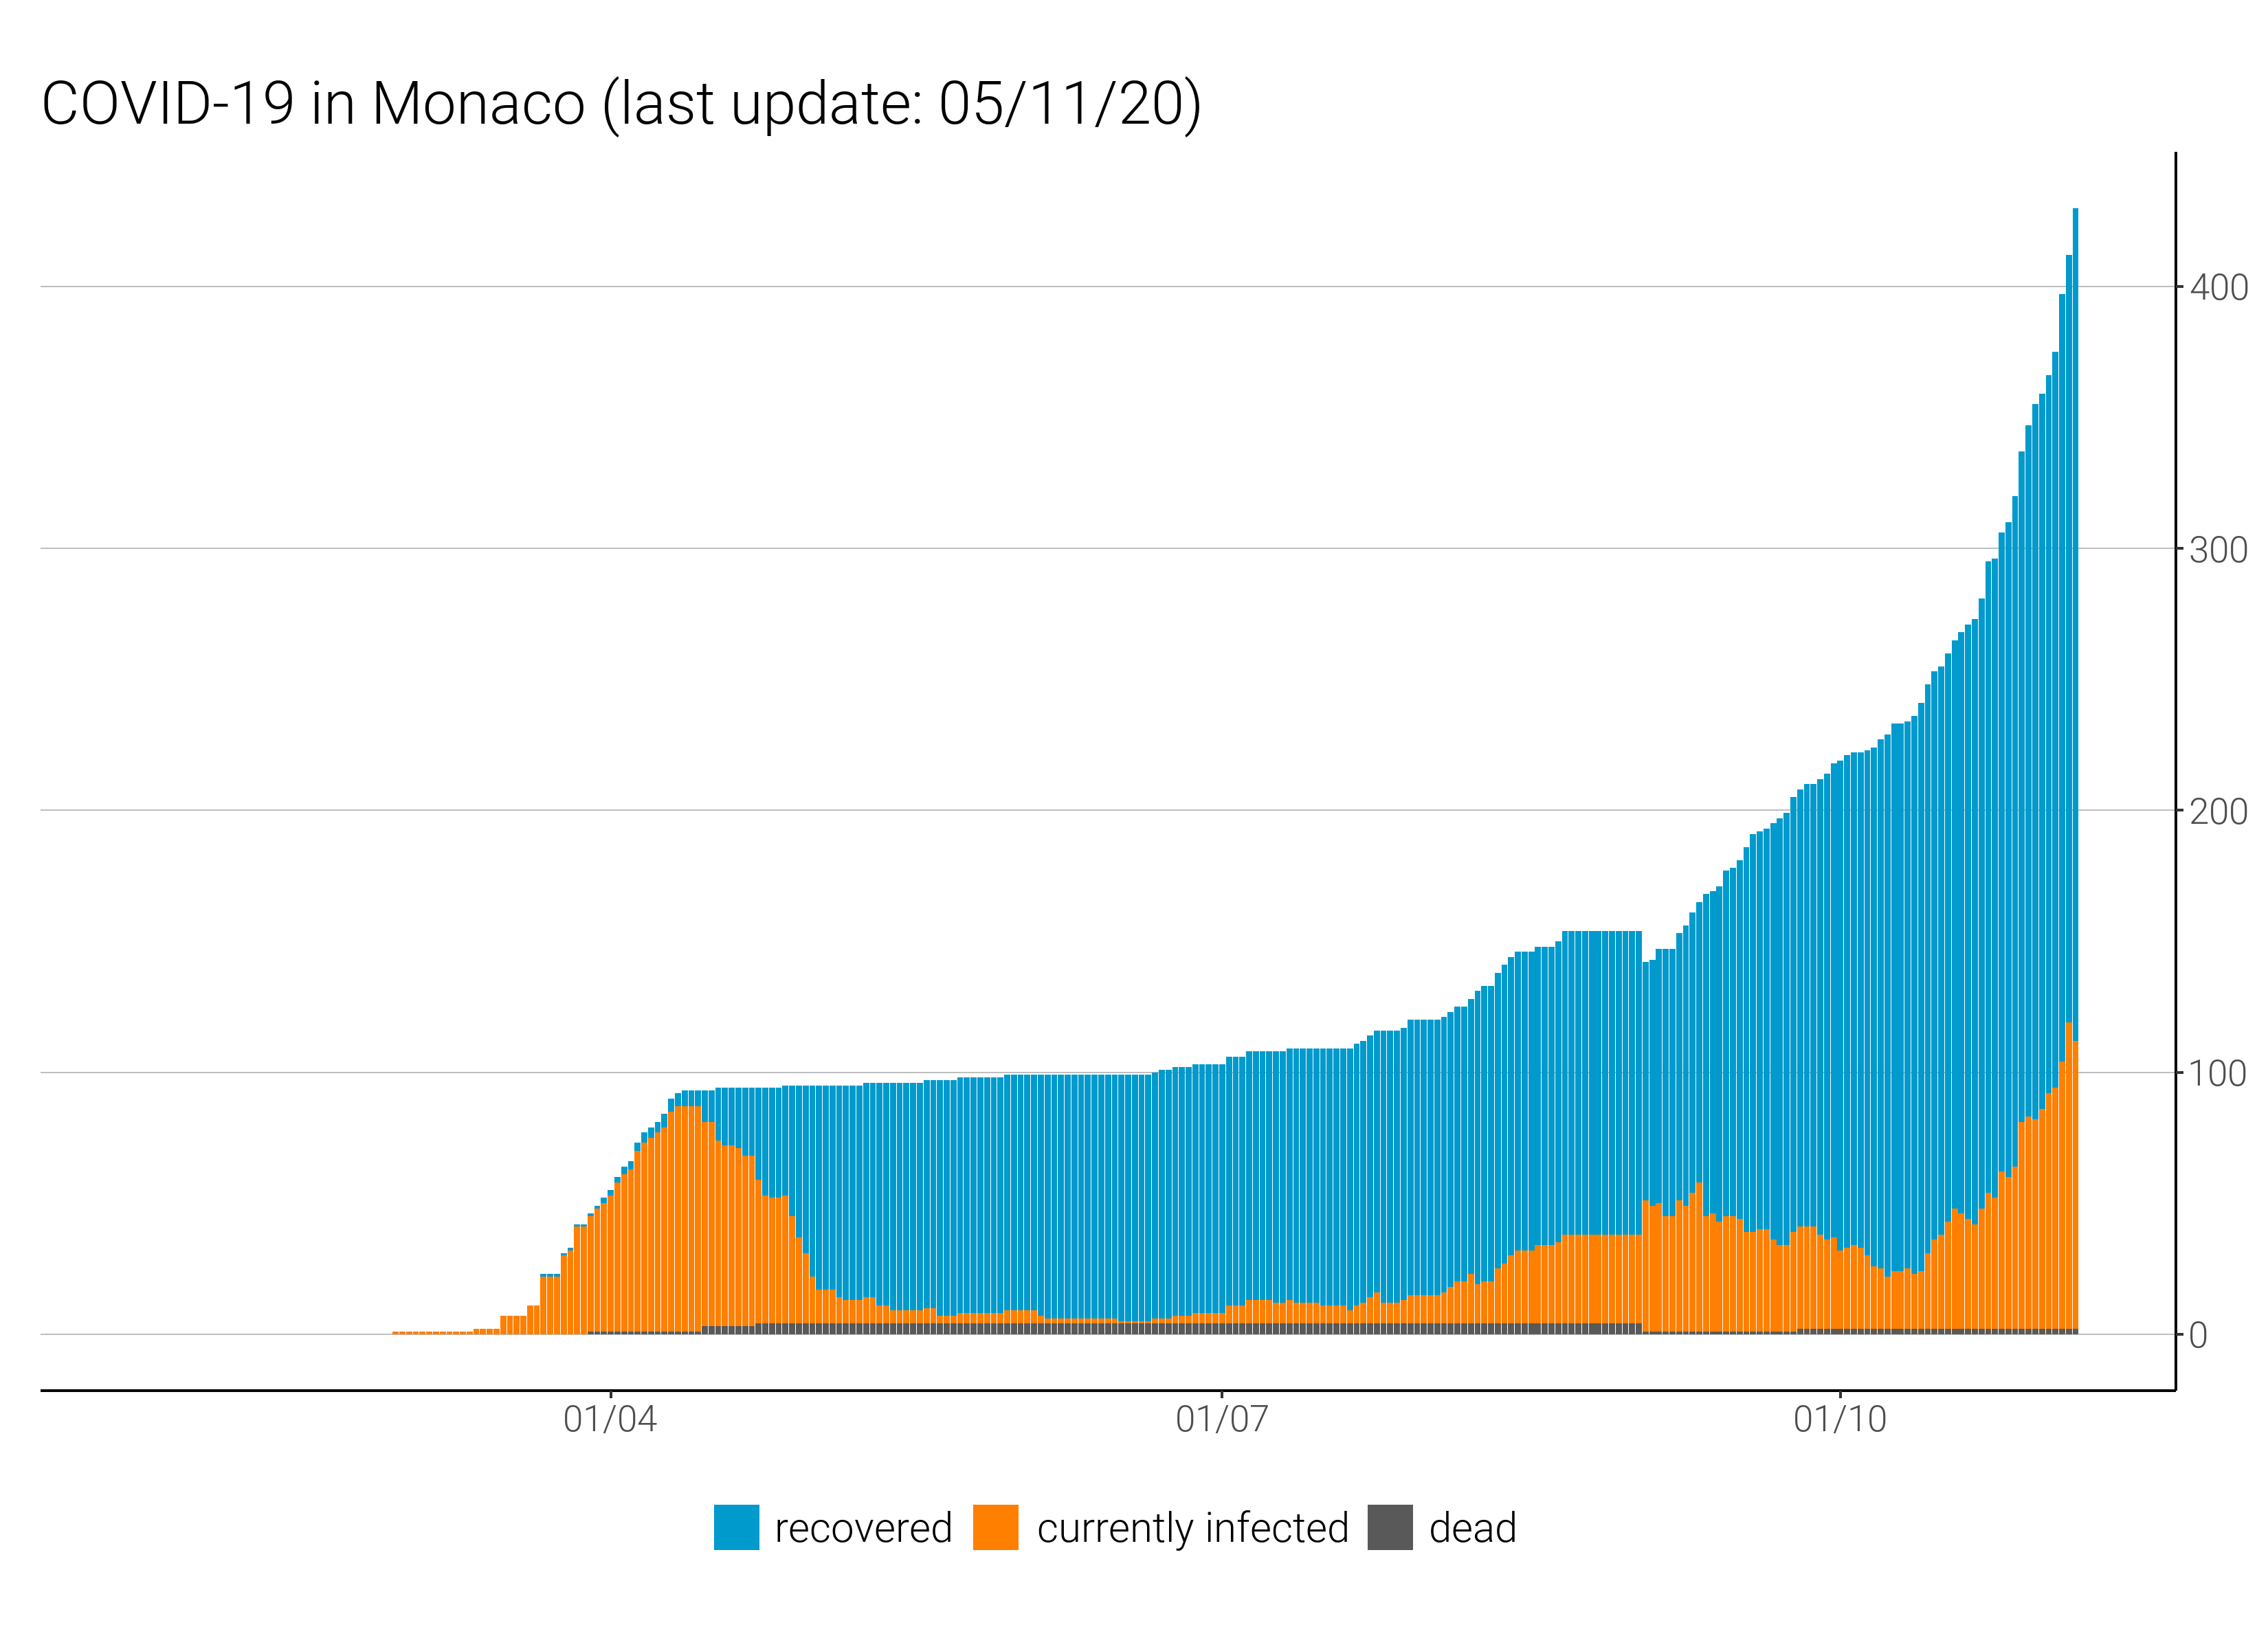 COVID-19 in Monaco (last update: 05/11/20)
400
300
200
100
0
01/04 01/07 01/10
recovered currently infected dead